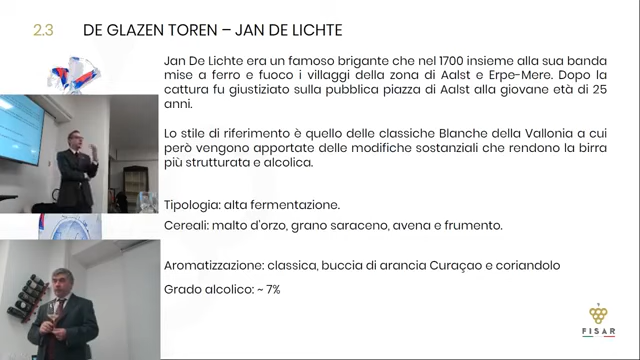 2.3 DE GLAZEN TOREN – JAN DE LICHTE
Jan De Lichte era un famoso brigante che nel 1700 insieme alla sua banda
mise a ferro e fuoco i villaggi della zona di Aalst e Erpe-Mere. Dopo la
cattura fu giustiziato sulla pubblica piazza di Aalst alla giovane età di 25
anni.
Lo stile di riferimento è quello delle classiche Blanche della Vallonia a cui
però vengono apportate delle modifiche sostanziali che rendono la birra
più strutturata e alcolica.
Tipologia: alta fermentazione.
Cereali: malto d'orzo, grano saraceno, avena e frumento.
Aromatizzazione: classica, buccia di arancia Curaçao e coriandolo
Grado alcolico: ~ 7%
FISAR